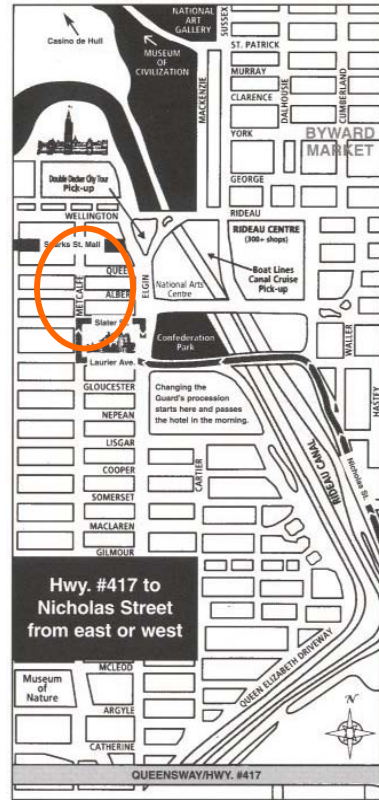 NATIONAL
ART
GALLERY
SUSSEX
Casino de Hull
MUSEUM
OF
CIVILIZATION
ST. PATRICK
MURRAY
CLARENCE
MACKENZIE
DALHOUSIE
CUMBERLAND
YORK
BYWARD
MARKET
GEORGE
Double Decker City Tour
Pick-up
WELLINGTON
RIDEAU
RIDEAU CENTRE
(300+ shops)
Sparks St. Mall
QUEE
ELGIN
Boat Lines
Canal Cruise
Pick-up
National Arts
Centre
METCALFE
ALBER
Slater S
Confederation
Park
WALLER
Laurier Ave.
HASTEY
GLOUCESTER
Changing the
Guard's procession
starts here and passes
the hotel in the morning.
NEPEAN
LISGAR
COOPER
CARTIER
RIDEAU CANAL
Nicholas St.
SOMERSET
MACLAREN
GILMOUR
Hwy. #417 to
Nicholas Street
from east or west
MCLEOD
Museum
of
Nature
QUEEN ELIZABETH DRIVEWAY
ARGYLE
N
CATHERINE
QUEENSWAY/HWY. #417